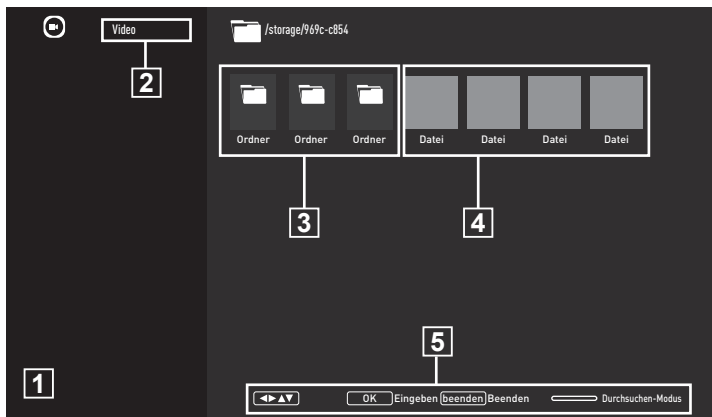 Video
/storage/969c-c854
2
Ordner Ordner Ordner Datei Datei Datei Datei
3 4
5
1
◄►▲▼ OK Eingeben beenden Beenden Durchsuchen-Modus